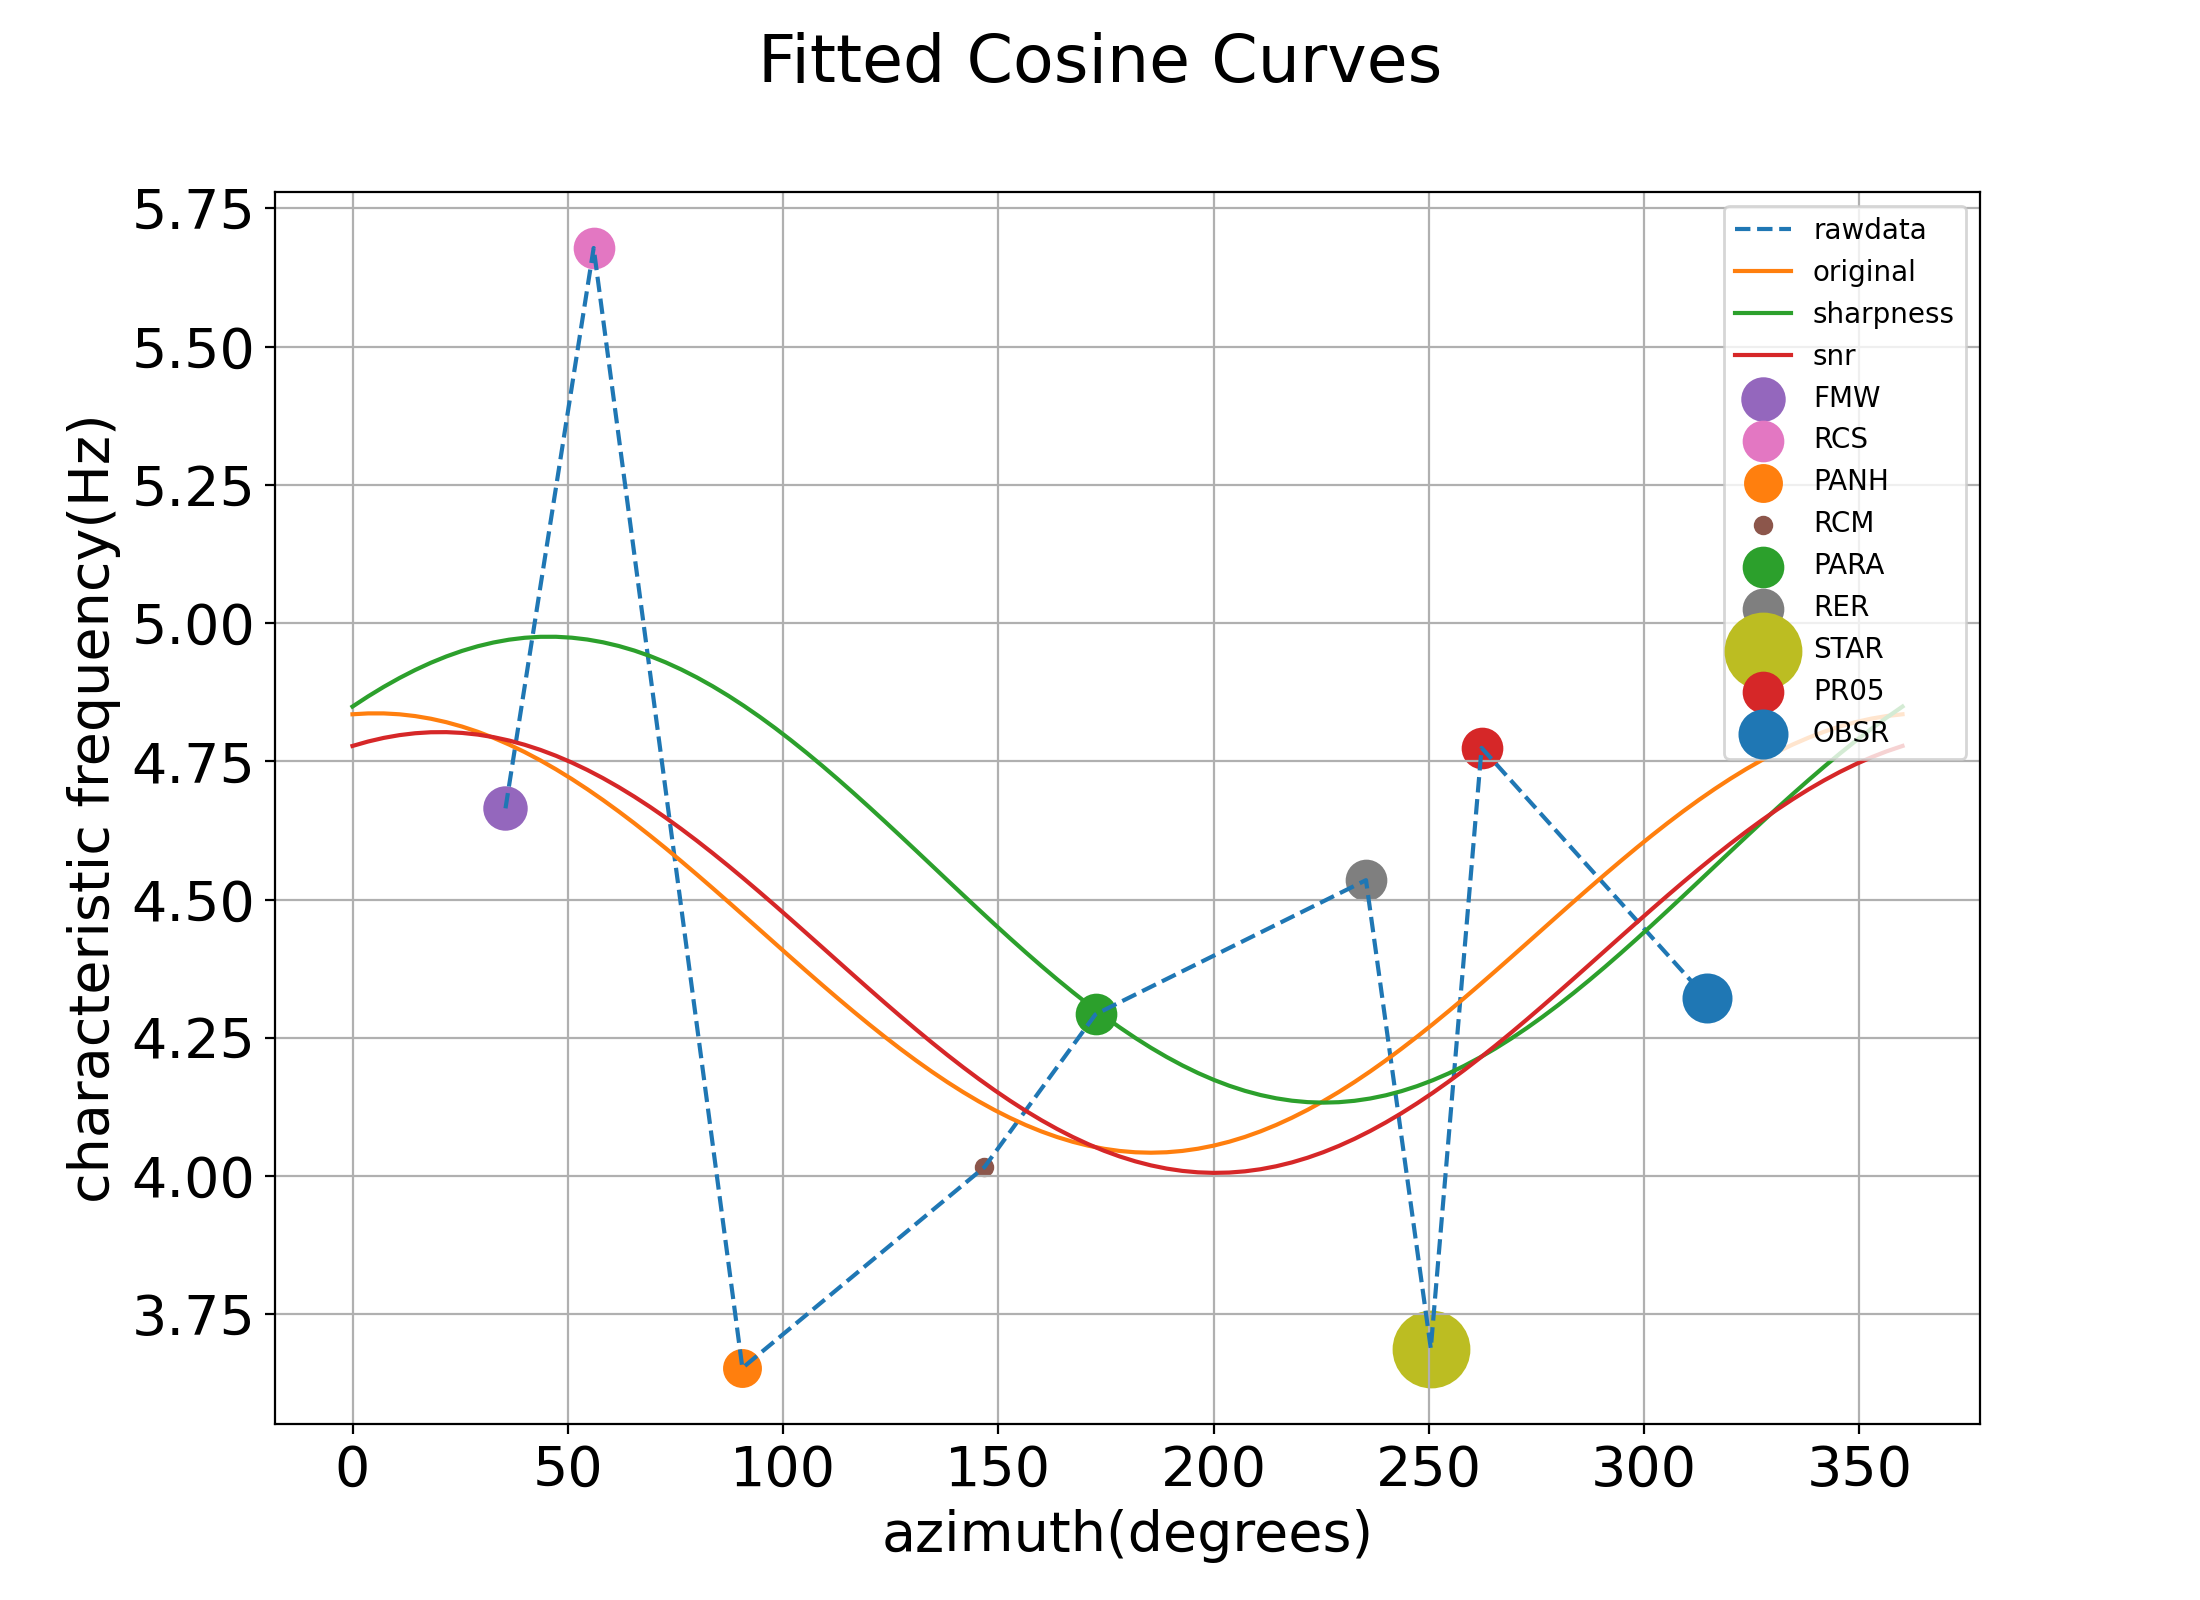 Fitted Cosine Curves
5.75
5.50
5.25
5.00
4.75
4.50
4.25
4.00
3.75
characteristic frequency(Hz)
rawdata
original
sharpness
snr
FMW
RCS
PANH
RCM
PARA
RER
STAR
PR05
OBSR
0 50 100 150 200 250 300 350
azimuth(degrees)